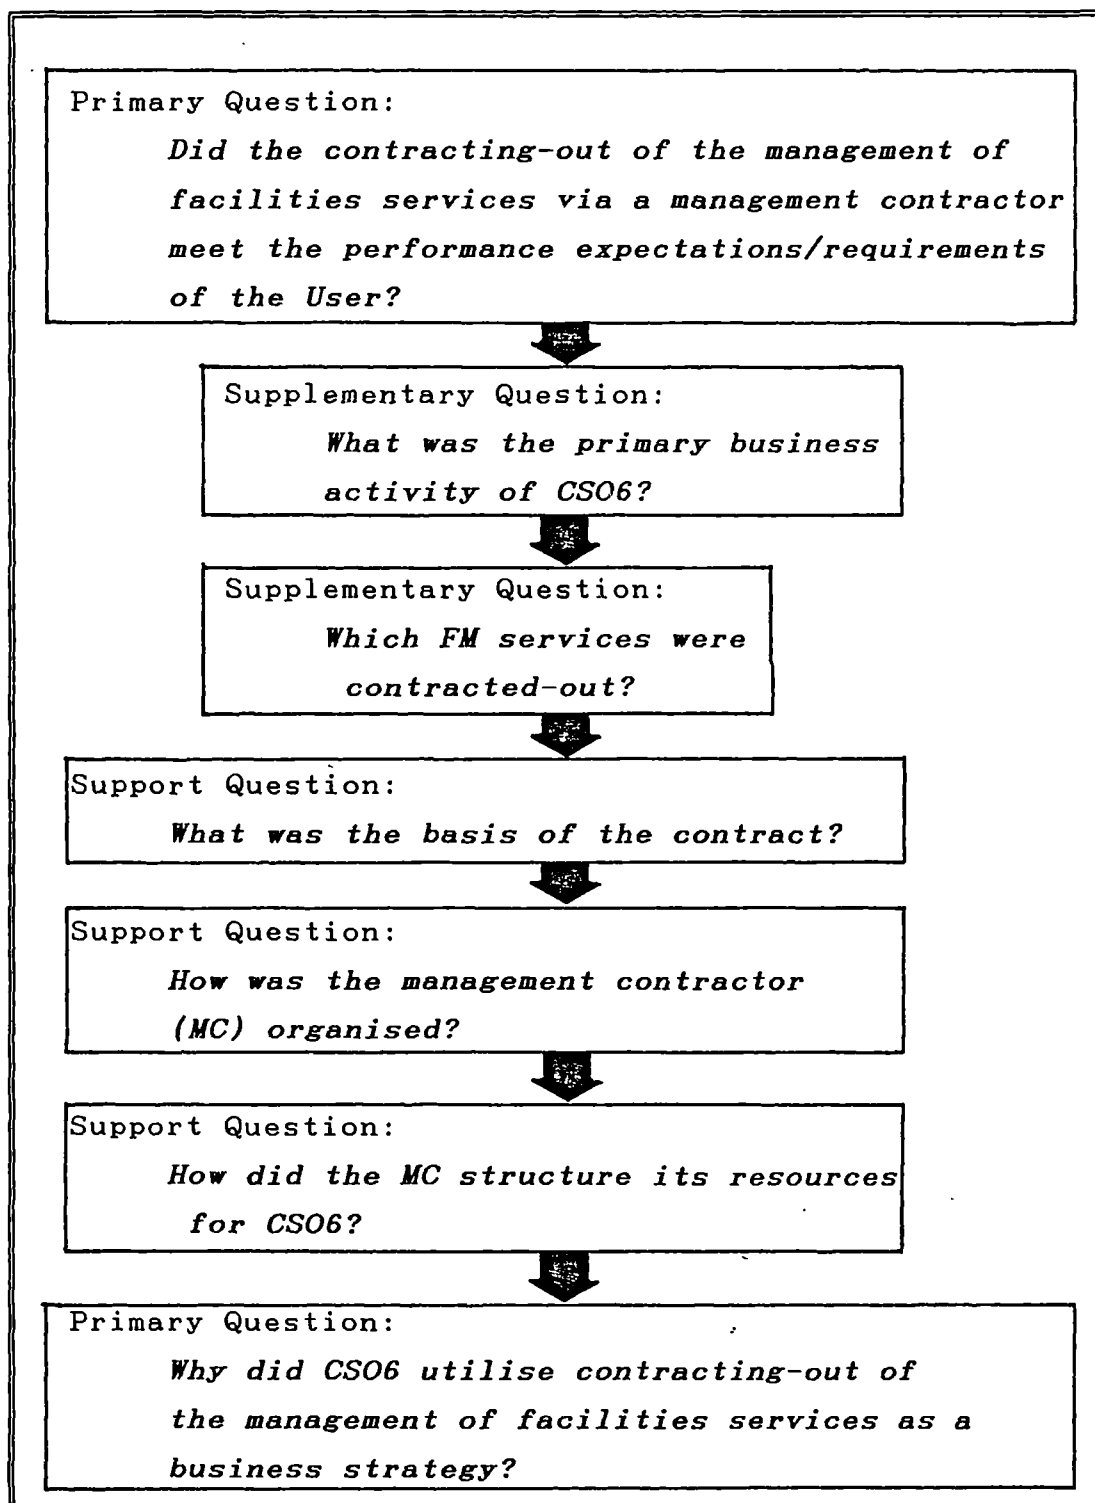 Primary Question:
Did the contracting-out of the management of
facilities services via a management contractor
meet the performance expectations/requirements
of the User?
Supplementary Question:
What was the primary business
activity of CSO6?
Supplementary Question:
Which FM services were
contracted-out?
Support Question:
What was the basis of the contract?
Support Question:
How was the management contractor
(MC) organised?
Support Question:
How did the MC structure its resources
for CSO6?
Primary Question:
Why did CSO6 utilise contracting-out of
the management of facilities services as a
business strategy?